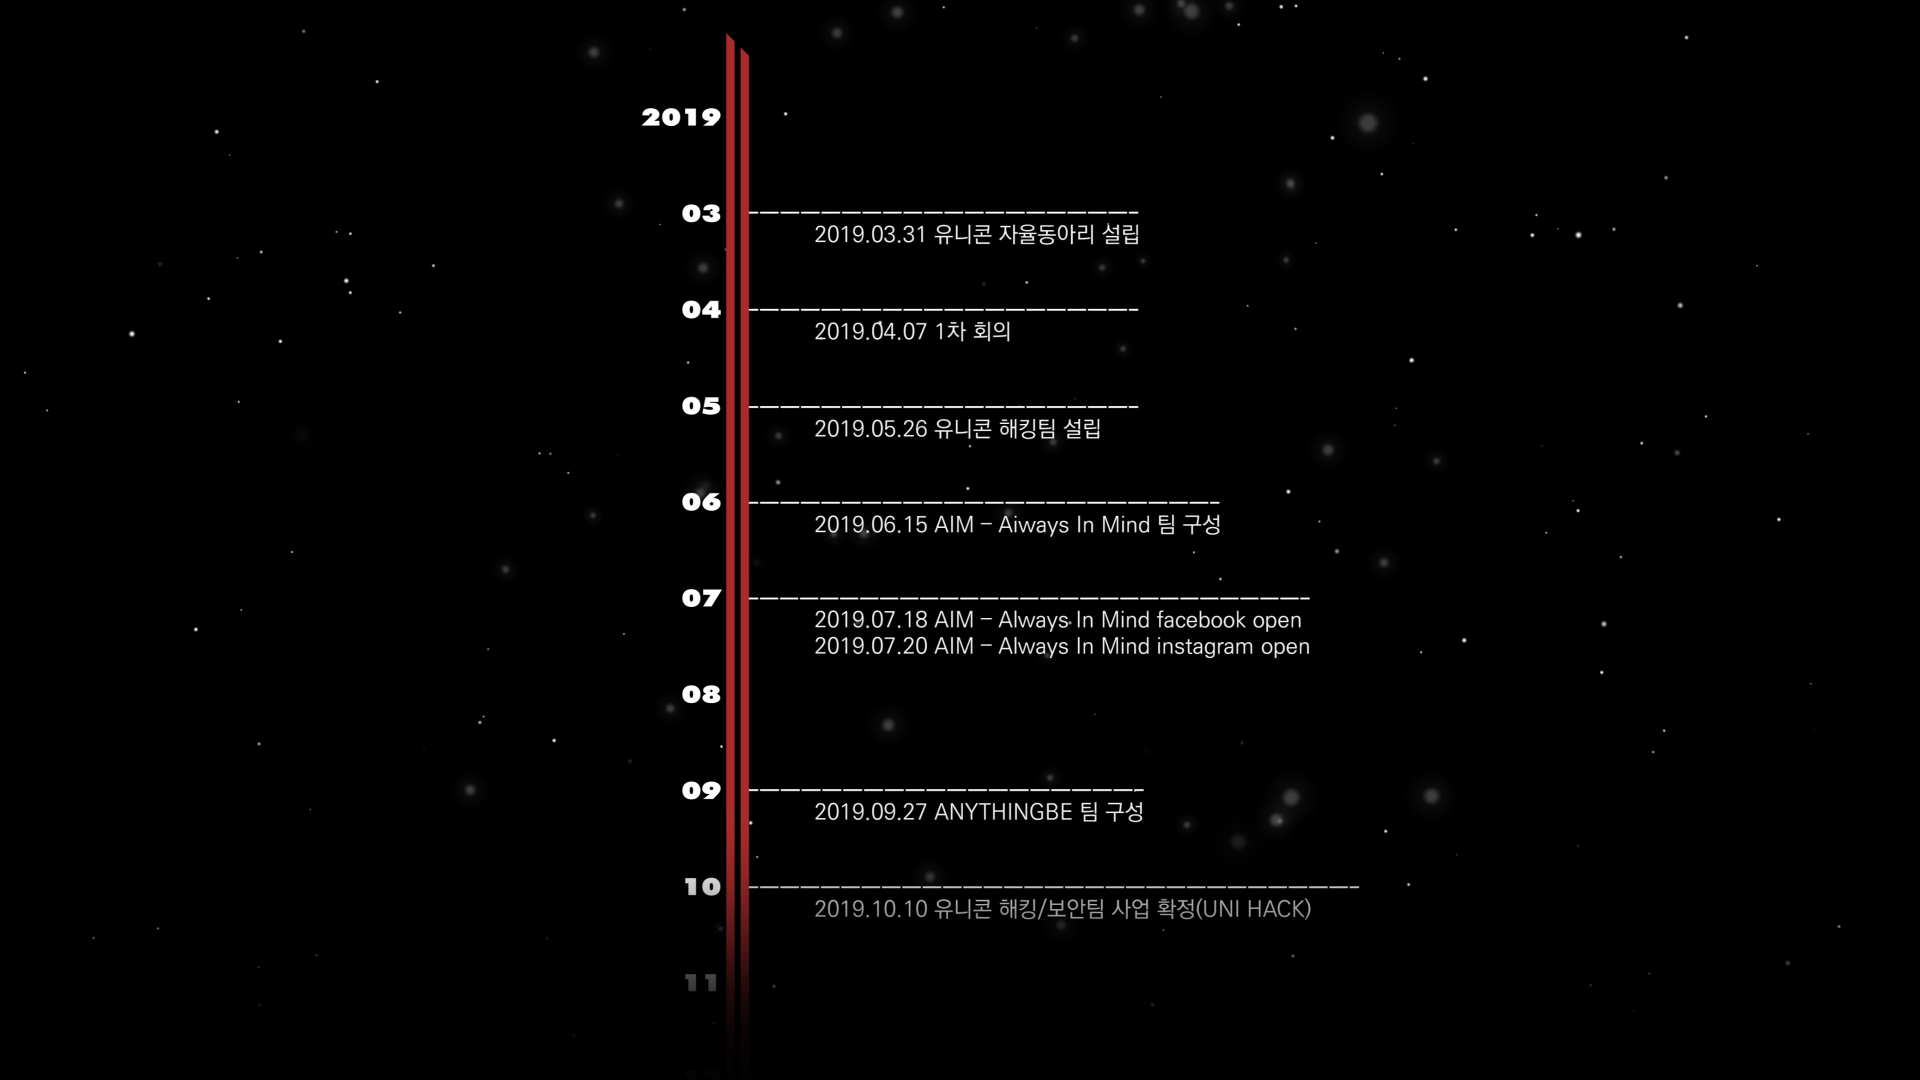 2019
03
2019.03.31 유니콘 자율동아리 설립
04
2019.04.07 1차 회의
05
2019.05.26 유니콘 해킹팀 설립
06
2019.06.15 AIM - Aiways In Mind 팀 구성
07
2019.07.18 AIM - Always In Mind facebook open
2019.07.20 AIM - Always In Mind instagram open
08
09
2019.09.27 ANYTHINGBE 팀 구성
10
2019.10.10 유니콘 해킹/보안팀 사업 확정(UNI HACK)
11